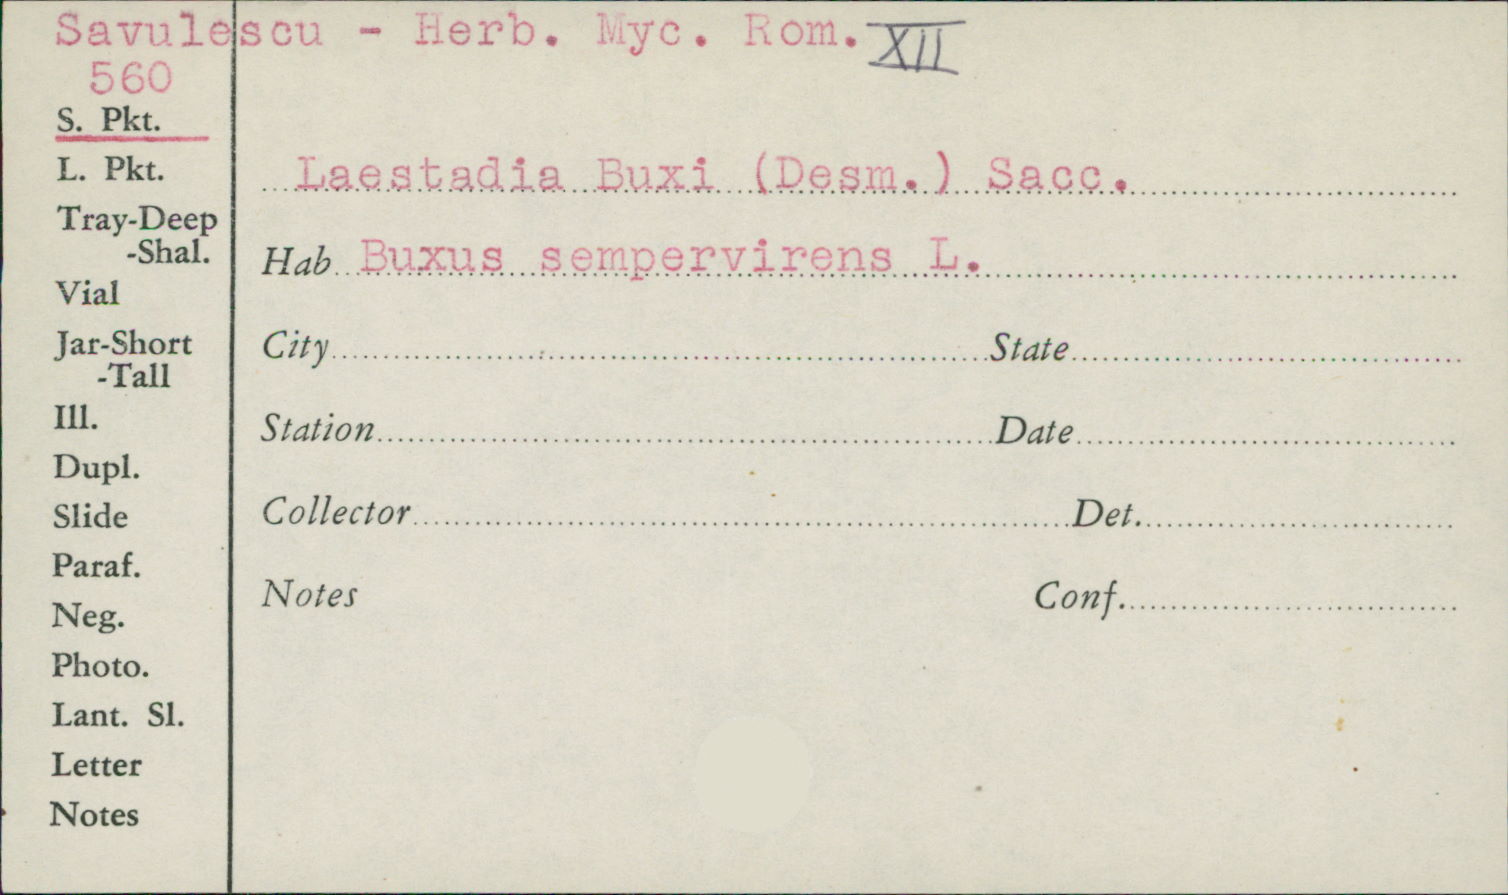 Savulescu - Herb. Myc. Rom. XII
560
S. Pkt.
L. Pkt.
Tray-Deep
-Shal.
Vial
Jar-Short
-Tall
Ill.
Dupl.
Slide
Paraf.
Neg.
Photo.
Lant. Sl.
Letter
Notes
Laestadia Buxi (Desm.) Sacc.
Hab Buxus sempervirens L.
City State
Station Date
Collector Det.
Notes Conf.